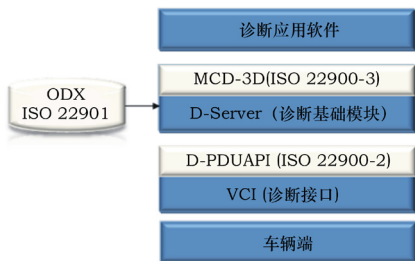 诊断应用软件
ODX
ISO 22901
MCD-3D(ISO 22900-3)
D-Server（诊断基础模块）
D-PDUAPI (ISO 22900-2)
VCI (诊断接口)
车辆端